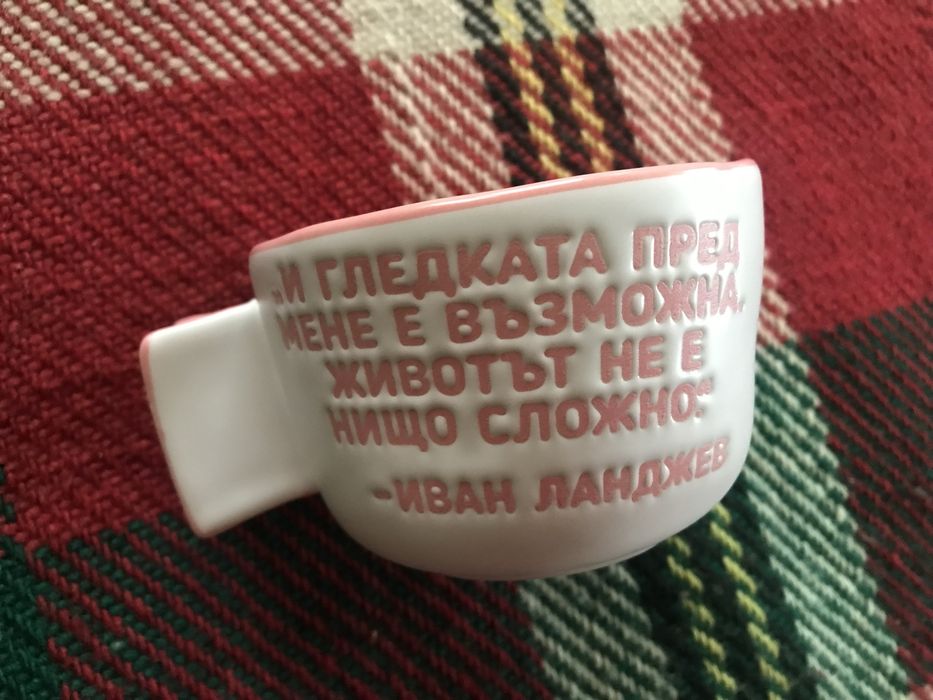 „И ГЛЕДКАТА ПРЕД
МЕНЕ Е ВЪЗМОЖНА,
ЖИВОТЪТ НЕ Е
НИЩО СЛОЖНО.“
-ИВАН ЛАНДЖЕВ